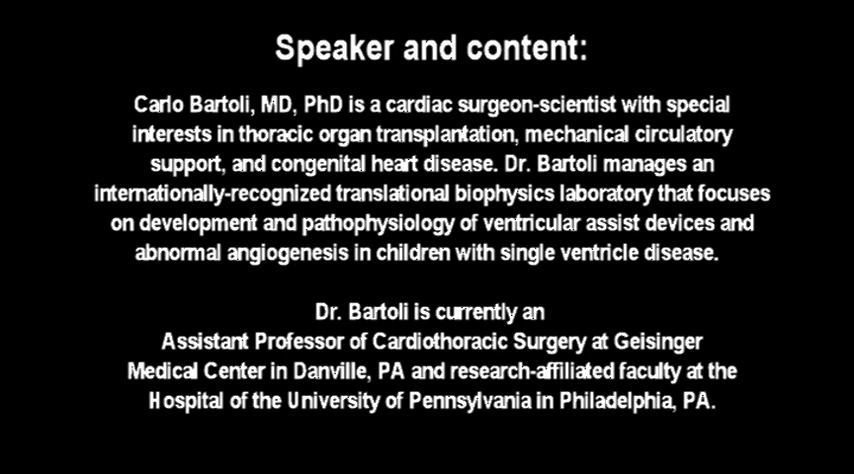 Speaker and content:
Carlo Bartoli, MD, PhD is a cardiac surgeon-scientist with special
interests in thoracic organ transplantation, mechanical circulatory
support, and congenital heart disease. Dr. Bartoli manages an
internationally-recognized translational biophysics laboratory that focuses
on development and pathophysiology of ventricular assist devices and
abnormal angiogenesis in children with single ventricle disease.
Dr. Bartoli is currently an
Assistant Professor of Cardiothoracic Surgery at Geisinger
Medical Center in Danville, PA and research-affiliated faculty at the
Hospital of the University of Pennsylvania in Philadelphia, PA.